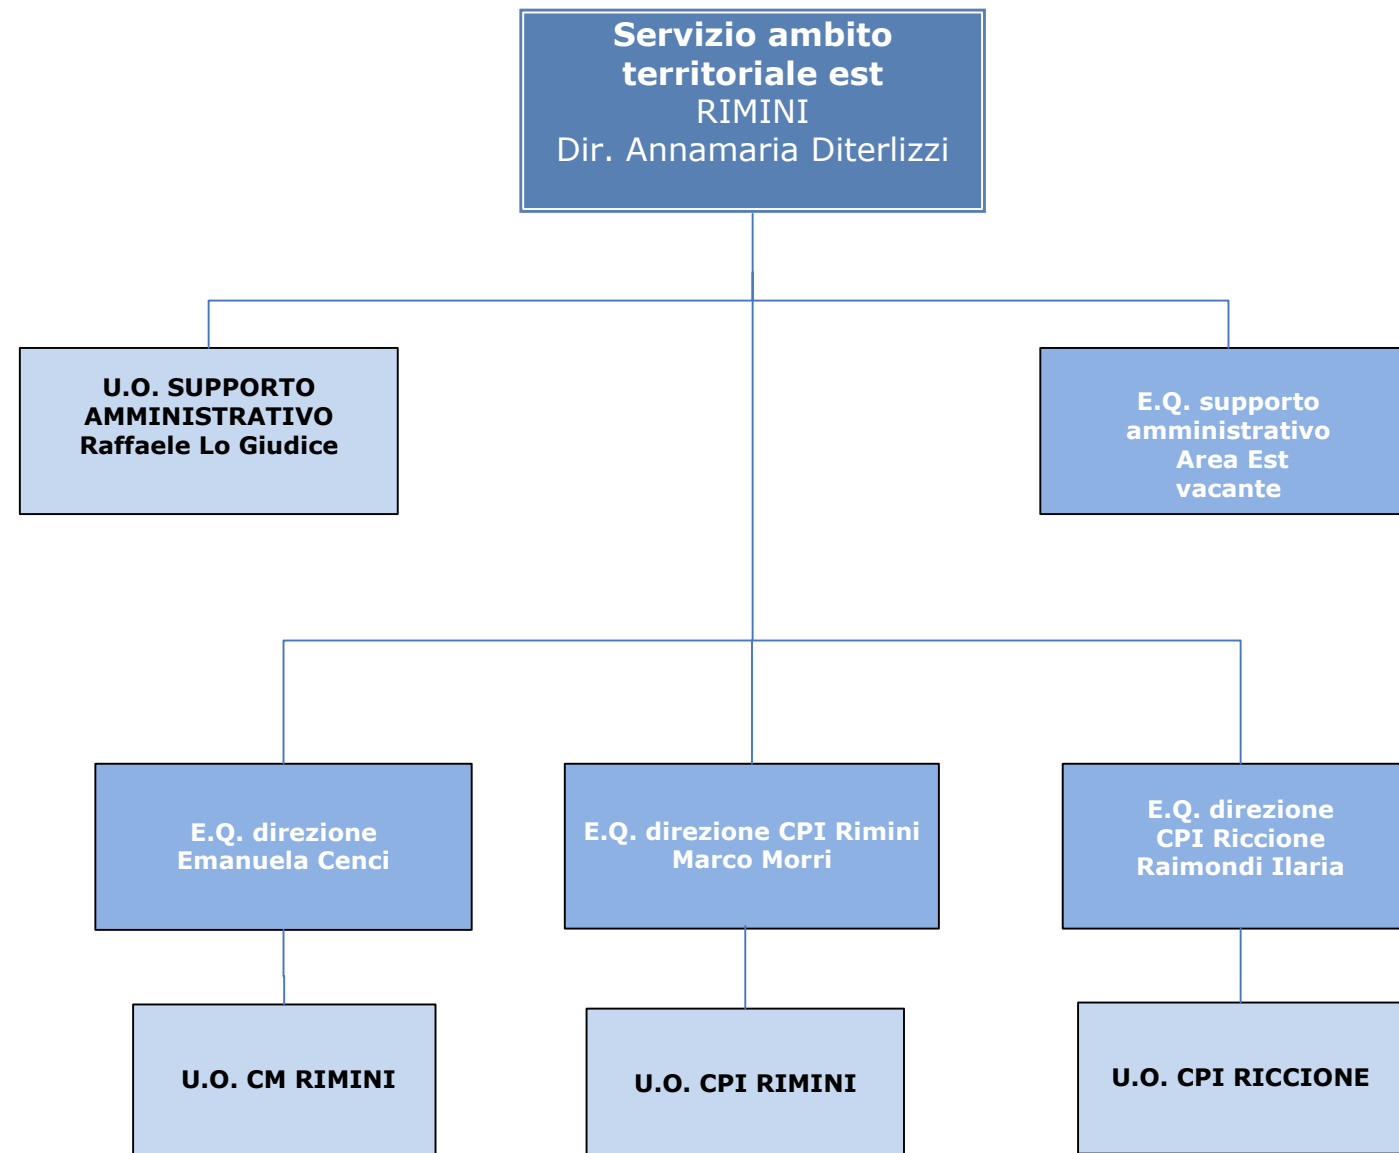 Servizio ambito
territoriale est
RIMINI
Dir. Annamaria Diterlizzi
U.O. SUPPORTO
AMMINISTRATIVO
Raffaele Lo Giudice
E.Q. supporto
amministrativo
Area Est
vacante
E.Q. direzione
Emanuela Cenci
E.Q. direzione CPI Rimini
Marco Morri
E.Q. direzione
CPI Riccione
Raimondi Ilaria
U.O. CM RIMINI
U.O. CPI RIMINI
U.O. CPI RICCIONE